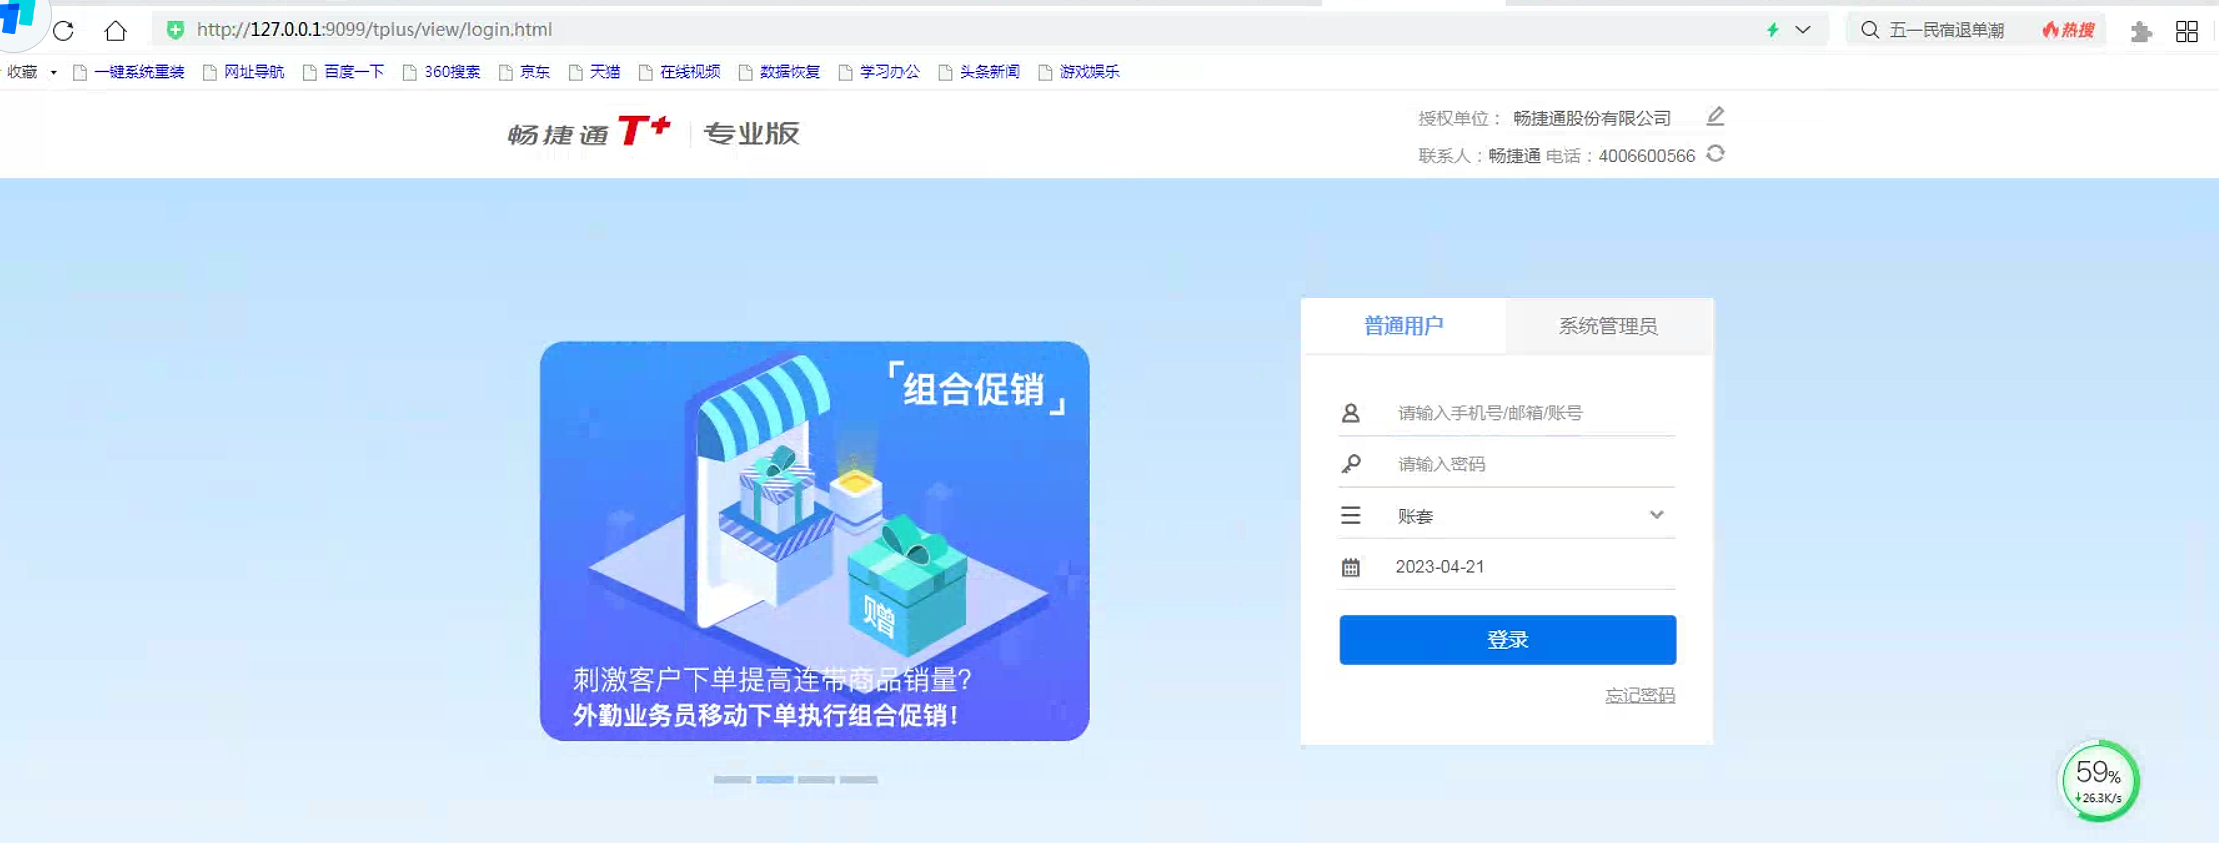 http://127.0.0.1:9099/tplus/view/login.html
五一民宿退单潮 热搜
收藏 一键系统重装 网址导航 百度一下 360搜索 京东 天猫 在线视频 数据恢复 学习办公 头条新闻 游戏娱乐
畅捷通 T+ 专业版
授权单位： 畅捷通股份有限公司
联系人：畅捷通 电话：4006600566
「组合促销」
赠
刺激客户下单提高连带商品销量?
外勤业务员移动下单执行组合促销!
普通用户 系统管理员
请输入手机号/邮箱/账号
请输入密码
账套
2023-04-21
登录
忘记密码
59%
↓26.3K/s